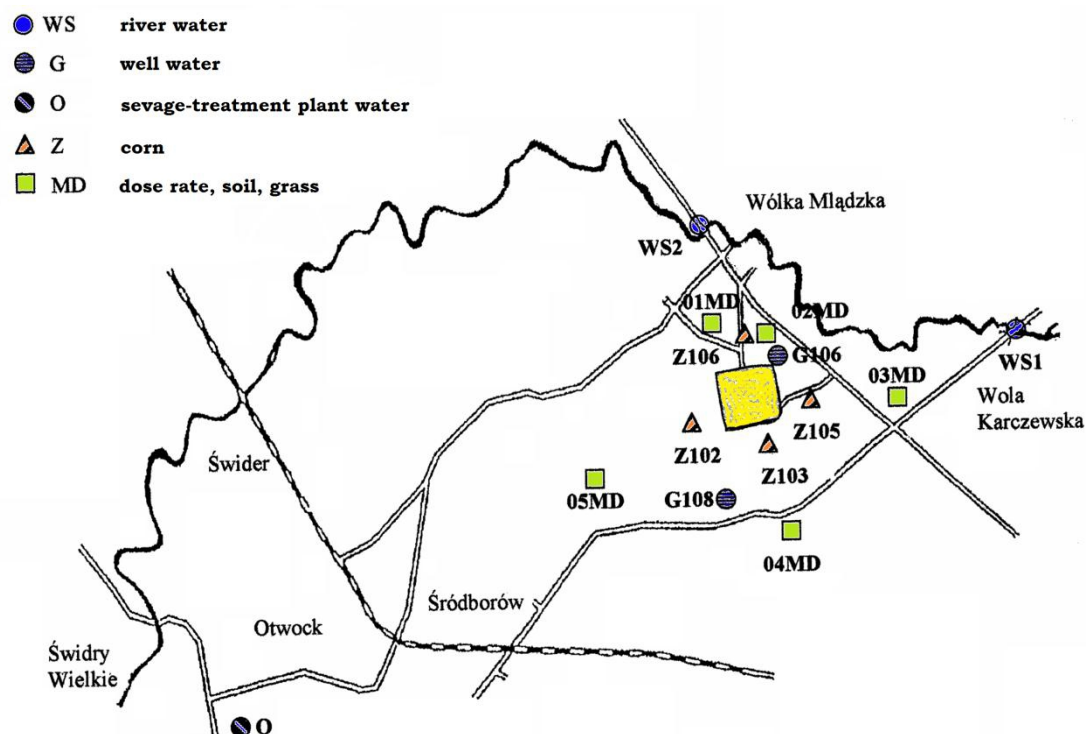 WS river water
G well water
O sevage-treatment plant water
Z corn
MD dose rate, soil, grass
Wólka Mlądzka
WS2
01MD
02MD
Z106
G106
WS1
03MD
Wola
Karczewska
Z105
Z102
Z103
Świder
05MD
G108
04MD
Śródborów
Otwock
Świdry
Wielkie
O